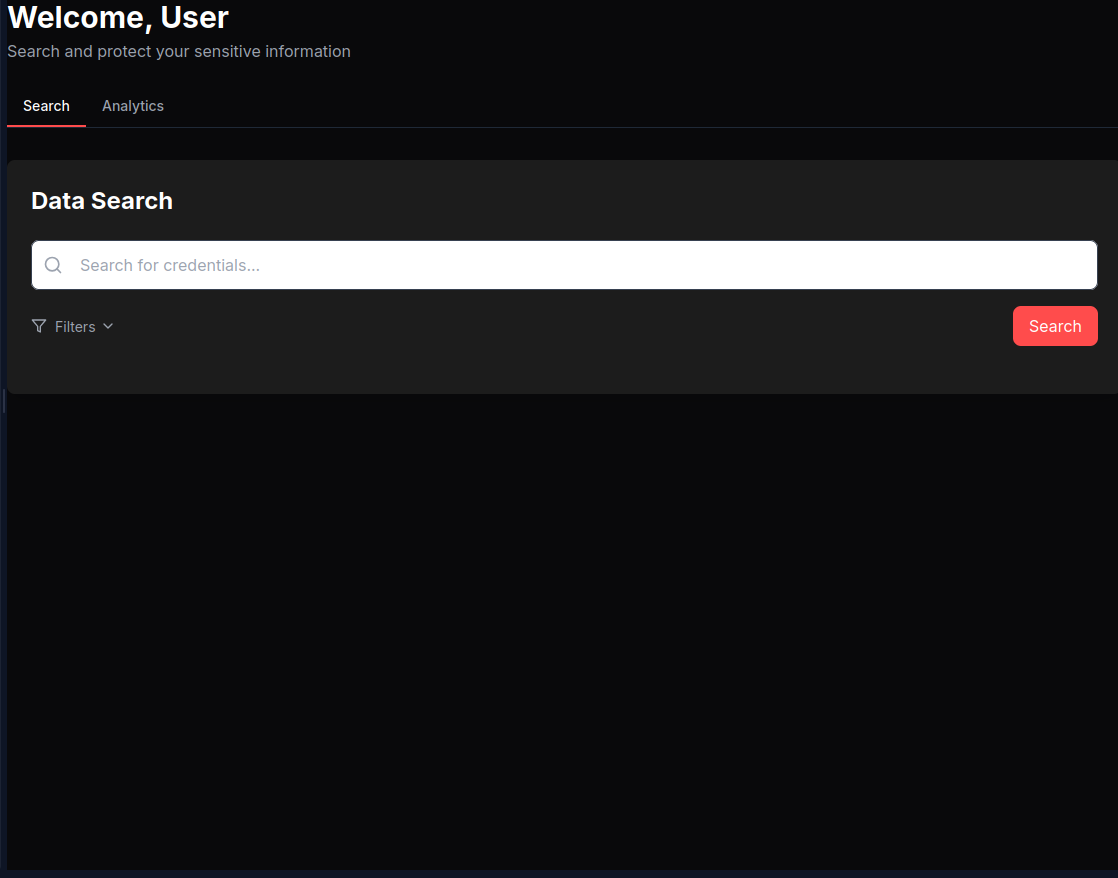 Welcome, User
Search and protect your sensitive information
Search Analytics
Data Search
Search for credentials...
Filters Search